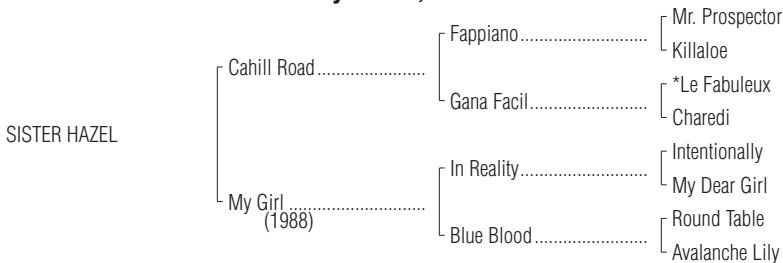 Mr. Prospector
Fappiano
Killaloe
Cahill Road
*Le Fabuleux
Gana Facil
Charedi
SISTER HAZEL
Intentionally
In Reality
My Dear Girl
My Girl
(1988)
Round Table
Blue Blood
Avalanche Lily